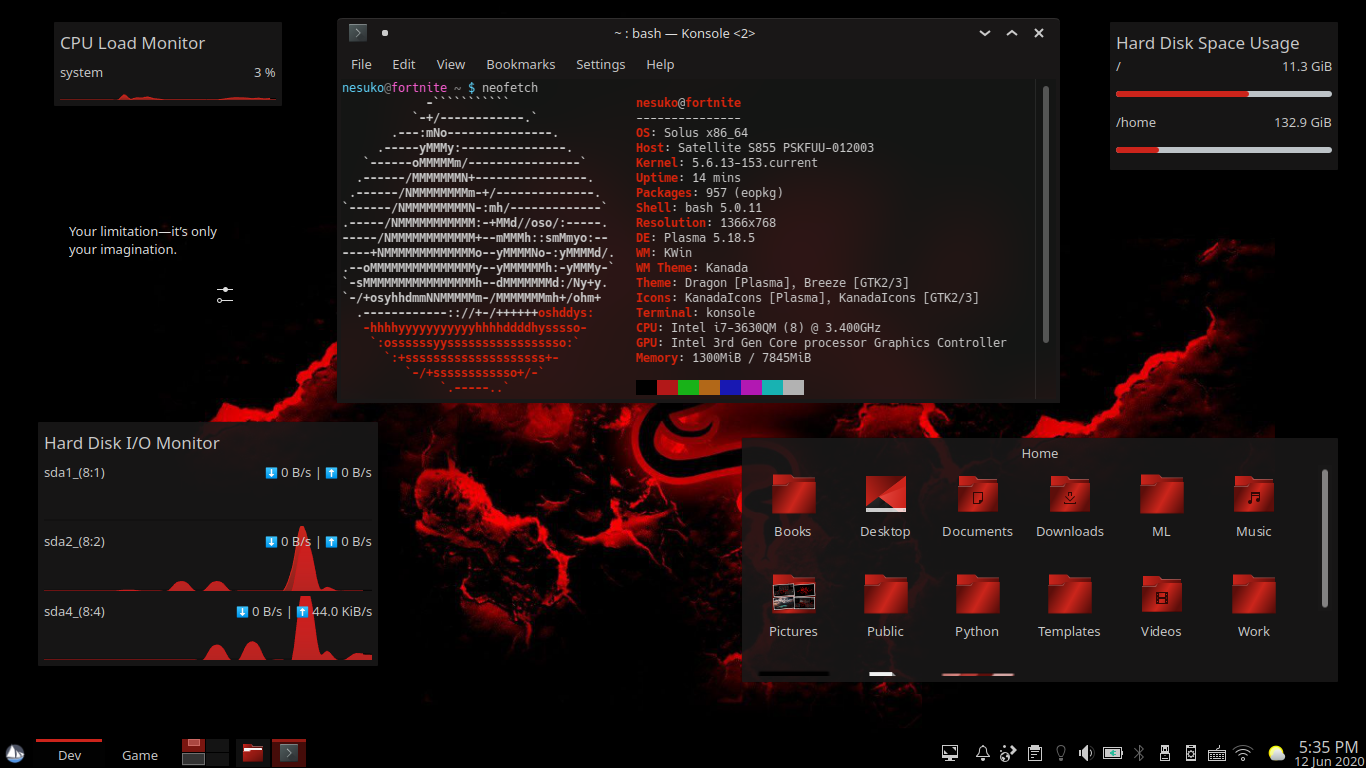 CPU Load Monitor
system 3 %
~ : bash — Konsole <2>
File Edit View Bookmarks Settings Help
nesuko@fortnite ~ $ neofetch
nesuko@fortnite
---------------
OS: Solus x86_64
Host: Satellite S855 PSKFUU-012003
Kernel: 5.6.13-153.current
Uptime: 14 mins
Packages: 957 (eopkg)
Shell: bash 5.0.11
Resolution: 1366x768
DE: Plasma 5.18.5
WM: KWin
WM Theme: Kanada
Theme: Dragon [Plasma], Breeze [GTK2/3]
Icons: KanadaIcons [Plasma], KanadaIcons [GTK2/3]
Terminal: konsole
CPU: Intel i7-3630QM (8) @ 3.400GHz
GPU: Intel 3rd Gen Core processor Graphics Controller
Memory: 1300MiB / 7845MiB
Hard Disk Space Usage
/ 11.3 GiB
/home 132.9 GiB
Your limitation—it's only
your imagination.
Hard Disk I/O Monitor
sda1_(8:1) 0 B/s | 0 B/s
sda2_(8:2) 0 B/s | 0 B/s
sda4_(8:4) 0 B/s | 44.0 KiB/s
Home
Books Desktop Documents Downloads ML Music
Pictures Public Python Templates Videos Work
Dev Game
5:35 PM
12 Jun 2020